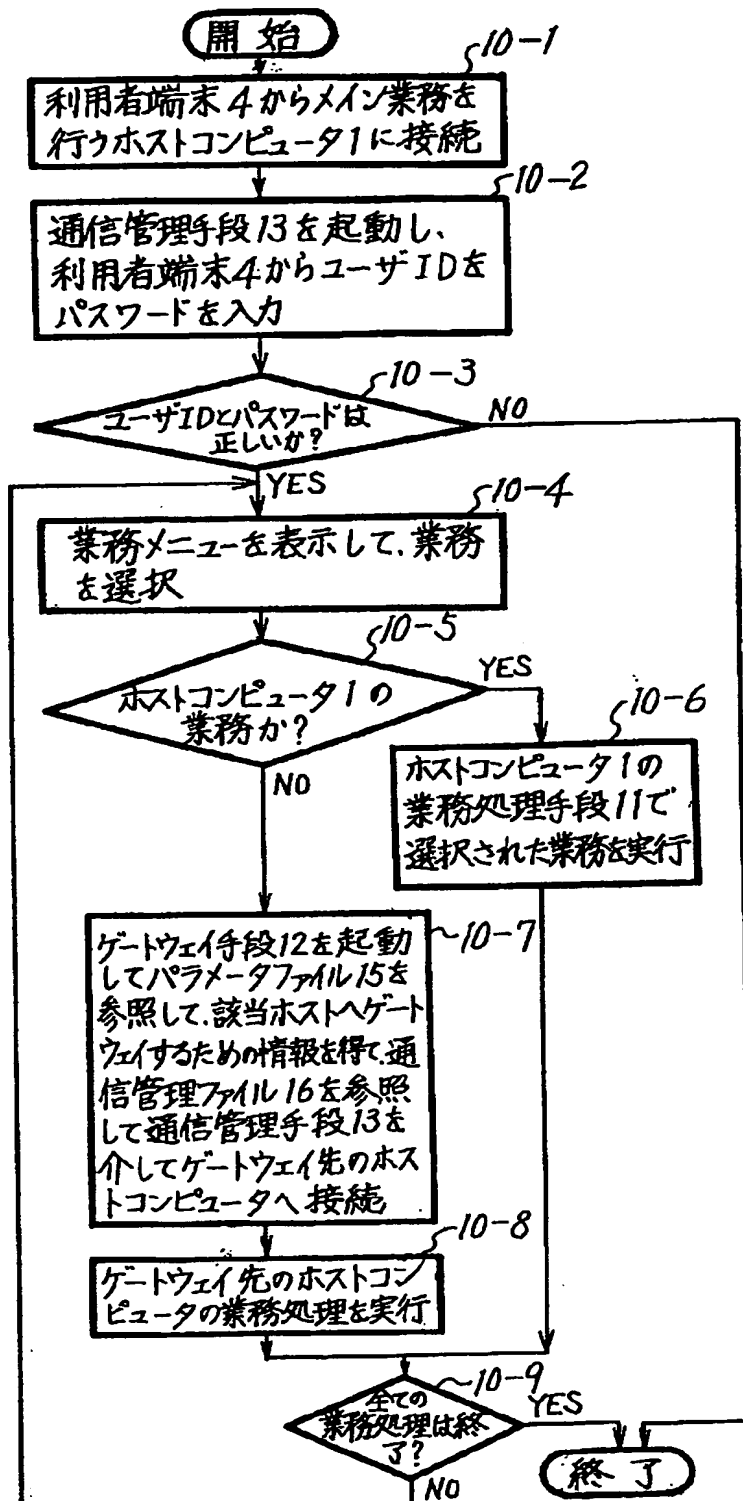 開始
10-1
利用者端末4からメイン業務を
行うホストコンピュータ1に接続
10-2
通信管理手段13を起動し、
利用者端末4からユーザIDを
パスワードを入力
10-3
ユーザIDとパスワードは
正しいか?
NO
YES
10-4
業務メニューを表示して、業務
を選択
10-5
ホストコンピュータ1の
業務か?
YES
NO
10-6
ホストコンピュータ1の
業務処理手段11で
選択された業務を実行
10-7
ゲートウェイ手段12を起動
してパラメータファイル15を
参照して、該当ホストへゲート
ウェイするための情報を得て、通
信管理ファイル16を参照
して通信管理手段13を
介してゲートウェイ先のホス
トコンピュータへ接続
10-8
ゲートウェイ先のホストコン
ピュータの業務処理を実行
10-9
全ての
業務処理は終
了?
YES
NO
終了